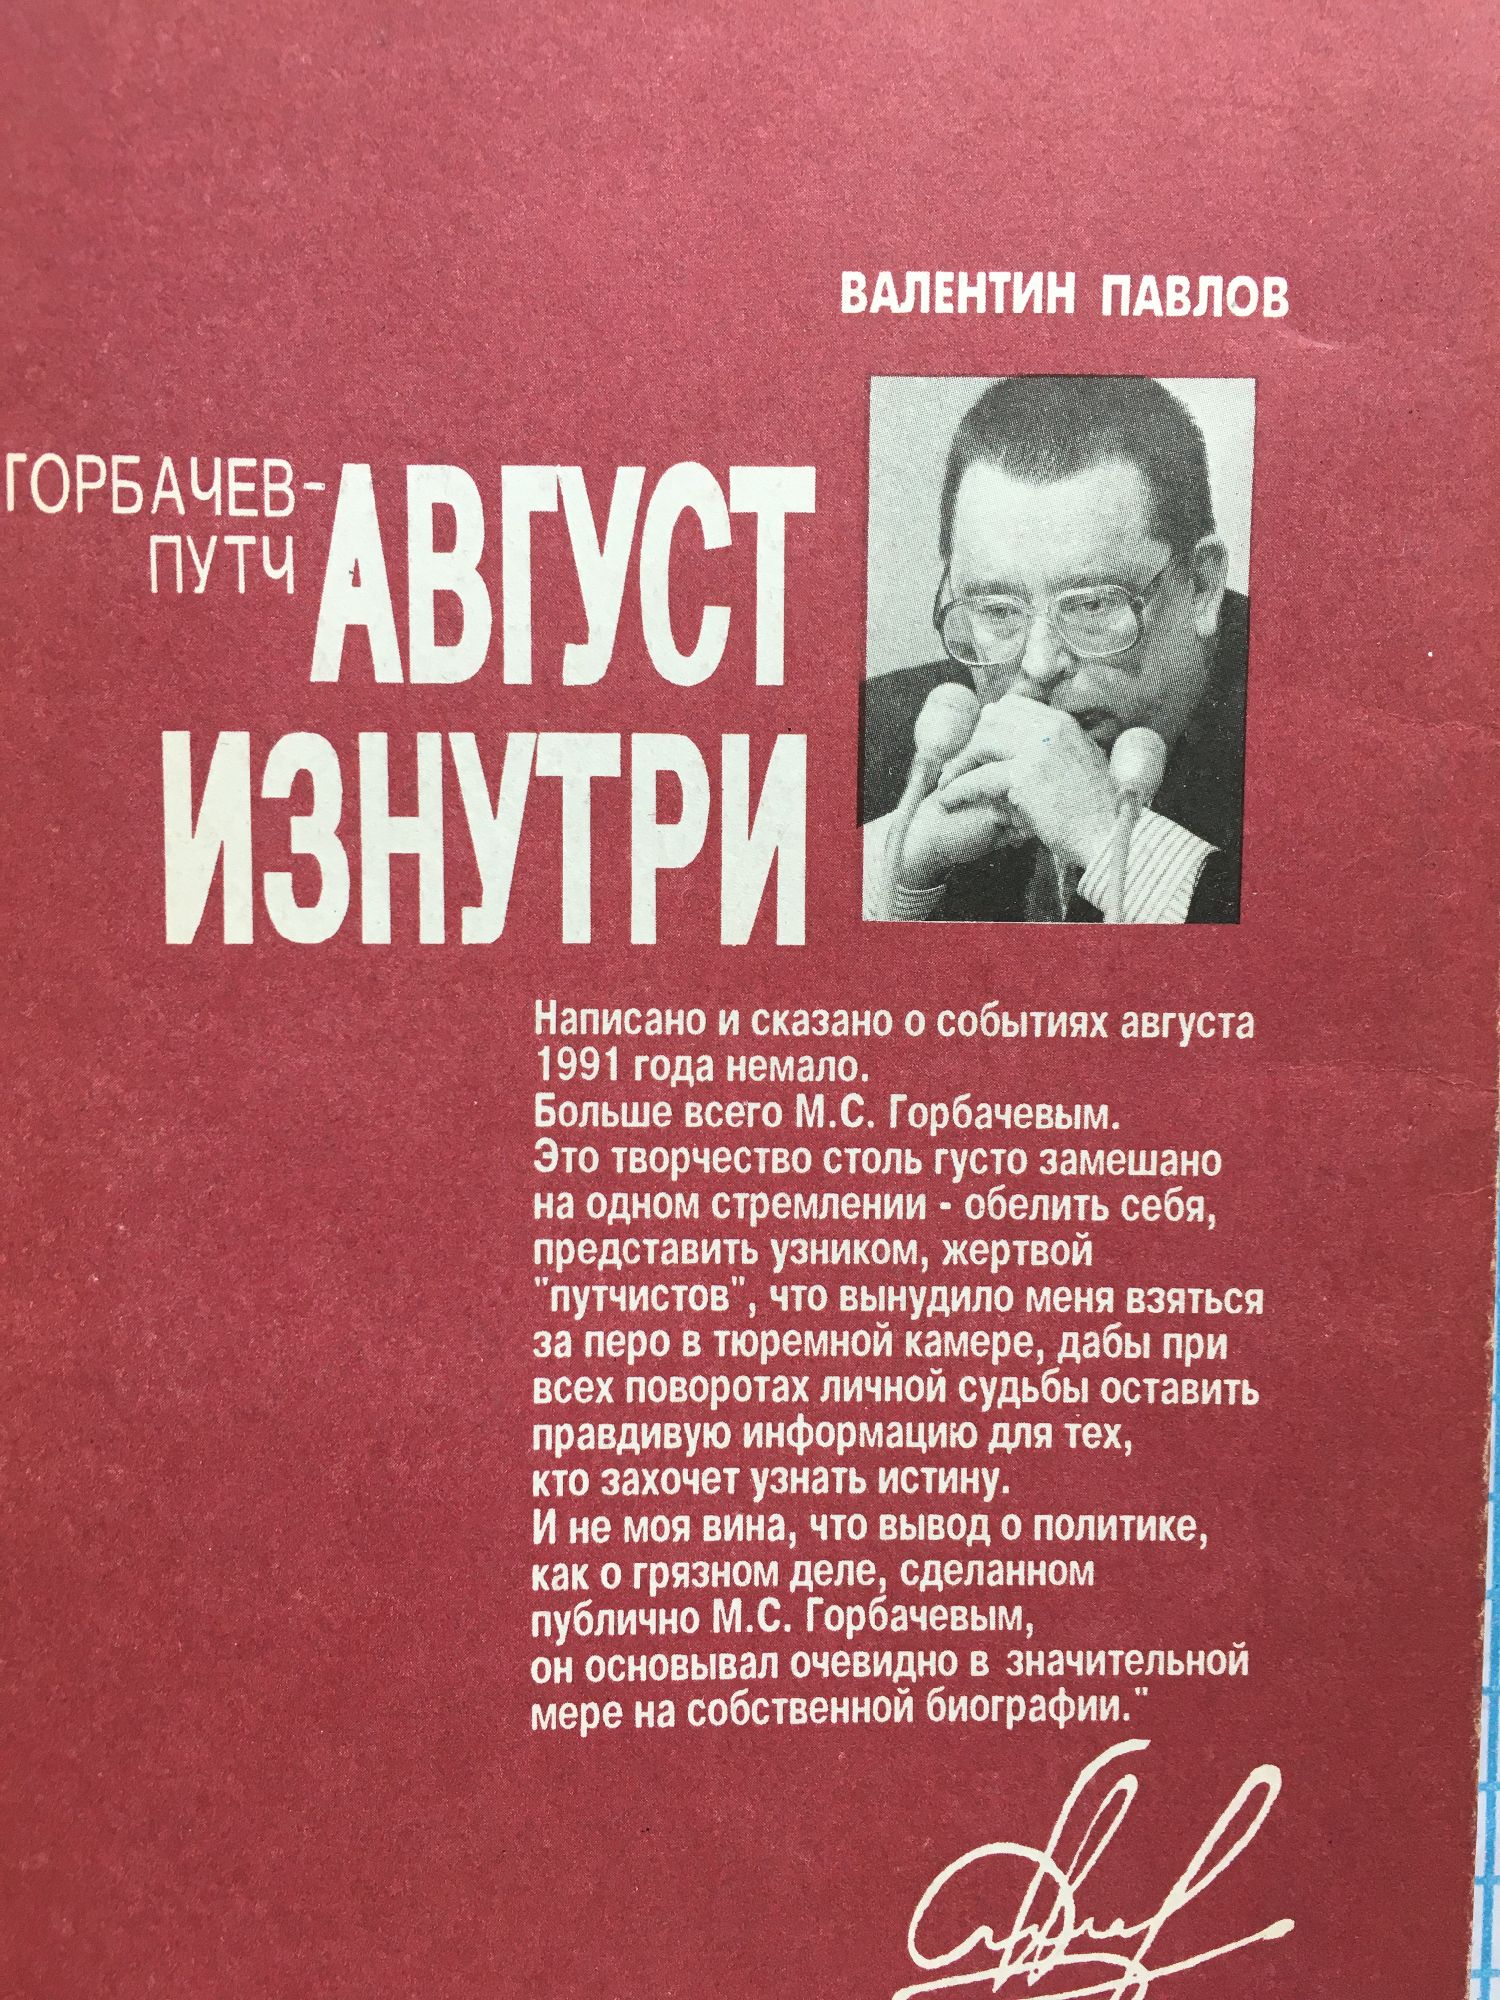 ВАЛЕНТИН ПАВЛОВ
ГОРБАЧЕВ-
ПУТЧ
АВГУСТ
ИЗНУТРИ
Написано и сказано о событиях августа
1991 года немало.
Больше всего М.С. Горбачевым.
Это творчество столь густо замешано
на одном стремлении - обелить себя,
представить узником, жертвой
"путчистов", что вынудило меня взяться
за перо в тюремной камере, дабы при
всех поворотах личной судьбы оставить
правдивую информацию для тех,
кто захочет узнать истину.
И не моя вина, что вывод о политике,
как о грязном деле, сделанном
публично М.С. Горбачевым,
он основывал очевидно в значительной
мере на собственной биографии."